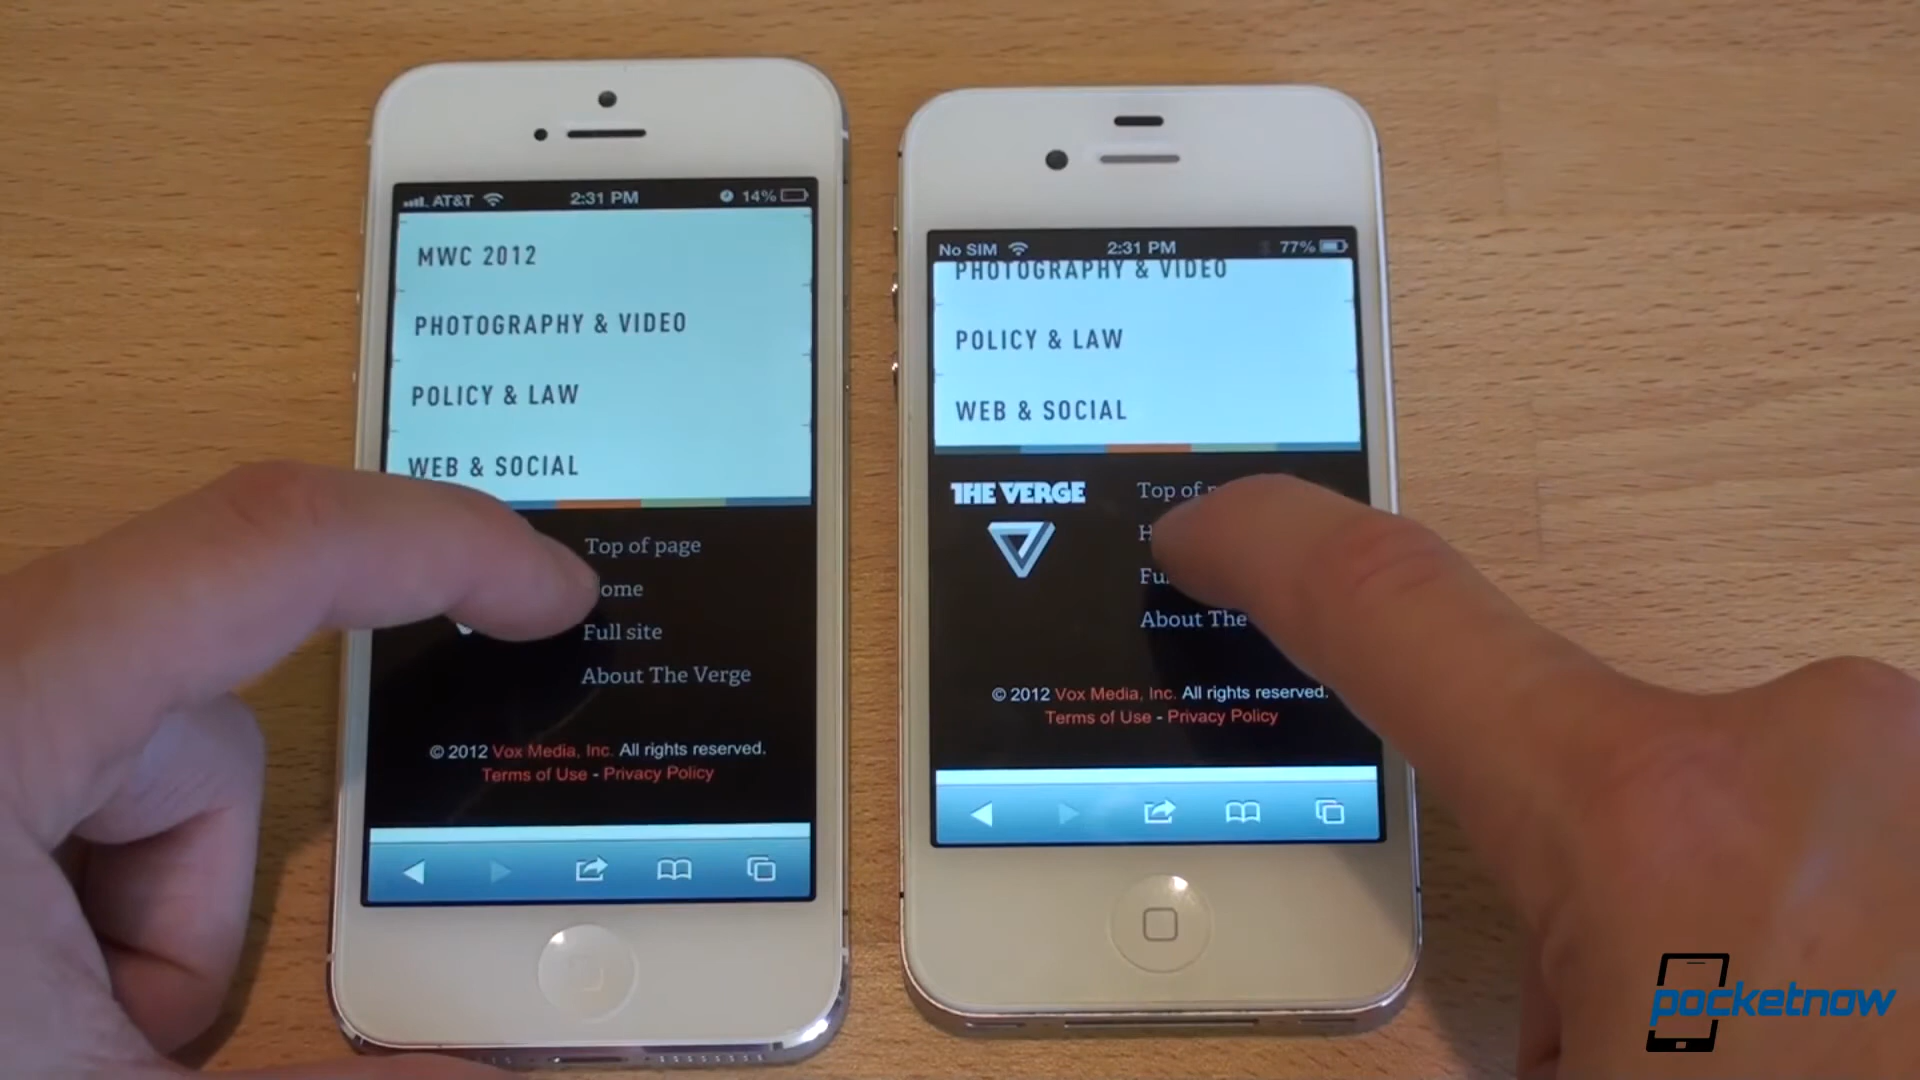 AT&T 2:31 PM 14%
MWC 2012
PHOTOGRAPHY & VIDEO
POLICY & LAW
WEB & SOCIAL
Top of page
ome
Full site
About The Verge
© 2012 Vox Media, Inc. All rights reserved.
Terms of Use - Privacy Policy
No SIM 2:31 PM 77%
PHOTOGRAPHY & VIDEO
POLICY & LAW
WEB & SOCIAL
THE VERGE
Top of
About The
© 2012 Vox Media, Inc. All rights reserved.
Terms of Use - Privacy Policy
pocketnow